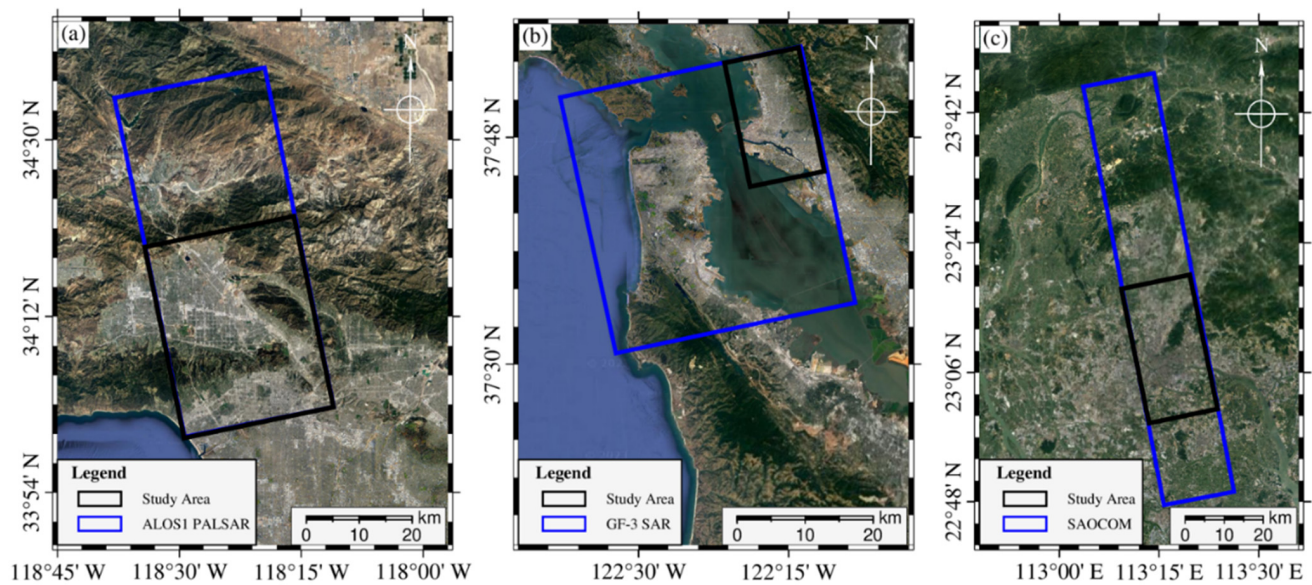 (a)
N
34°30' N
34°12' N
33°54' N
Legend
Study Area
ALOS1 PALSAR
km
0 10 20
118°45' W 118°30' W 118°15' W 118°00' W
(b)
N
37°48' N
37°30' N
Legend
Study Area
GF-3 SAR
km
0 10 20
122°30' W 122°15' W
(c)
N
23°42' N
23°24' N
23°06' N
22°48' N
Legend
Study Area
SAOCOM
km
0 10 20
113°00' E 113°15' E 113°30' E